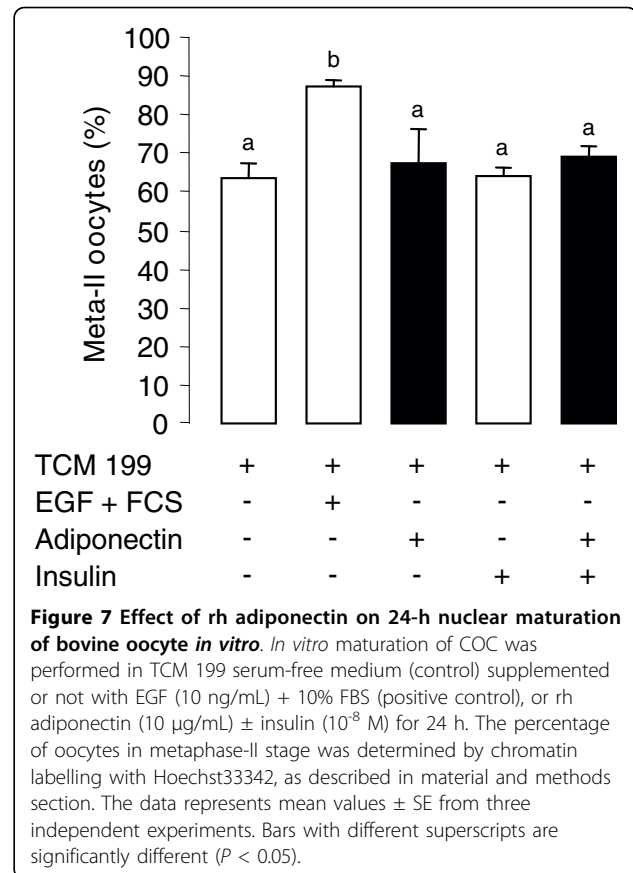 100
90
80
70
60
50
40
30
20
10
0
Meta-II oocytes (%)
a
b
a
a
a
TCM 199 + + + + +
EGF + FCS - + - - -
Adiponectin - - + - +
Insulin - - - + +
Figure 7 Effect of rh adiponectin on 24-h nuclear maturation
of bovine oocyte in vitro. In vitro maturation of COC was
performed in TCM 199 serum-free medium (control) supplemented
or not with EGF (10 ng/mL) + 10% FBS (positive control), or rh
adiponectin (10 μg/mL) ± insulin (10⁻⁸ M) for 24 h. The percentage
of oocytes in metaphase-II stage was determined by chromatin
labelling with Hoechst33342, as described in material and methods
section. The data represents mean values ± SE from three
independent experiments. Bars with different superscripts are
significantly different (P < 0.05).